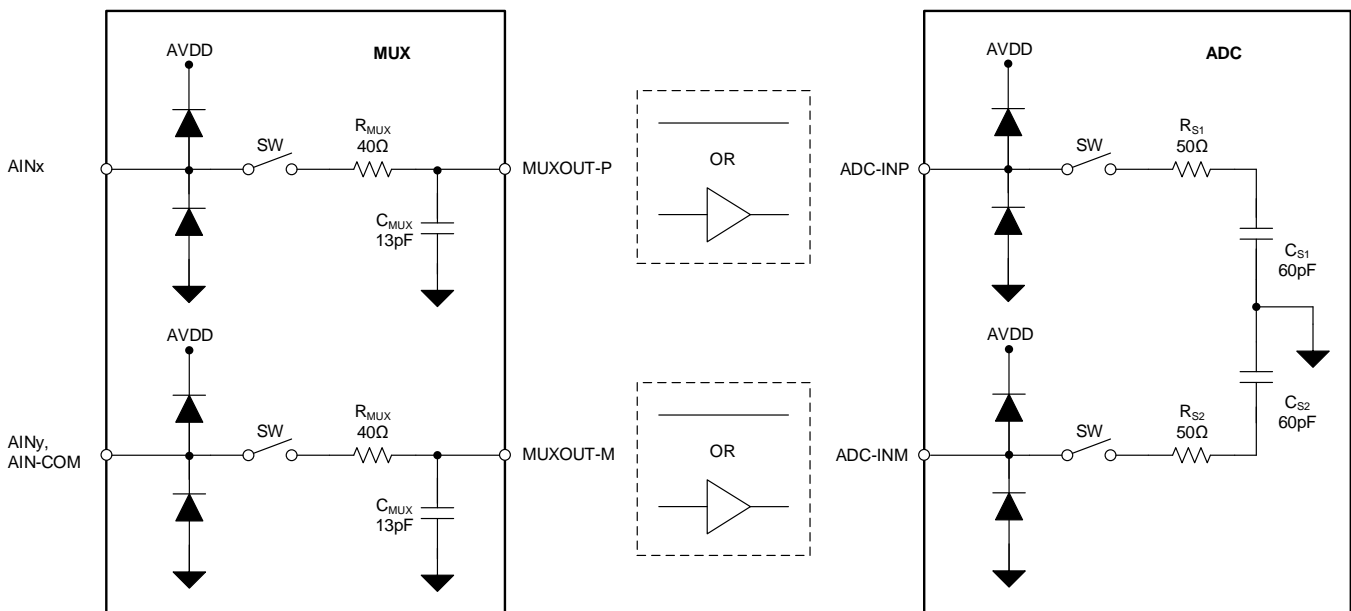 MUX
AVDD
AINx
SW
R_MUX
40Ω
MUXOUT-P
C_MUX
13pF
AVDD
AINy,
AIN-COM
SW
R_MUX
40Ω
MUXOUT-M
C_MUX
13pF
OR
OR
ADC
AVDD
ADC-INP
SW
R_S1
50Ω
C_S1
60pF
AVDD
ADC-INM
SW
R_S2
50Ω
C_S2
60pF